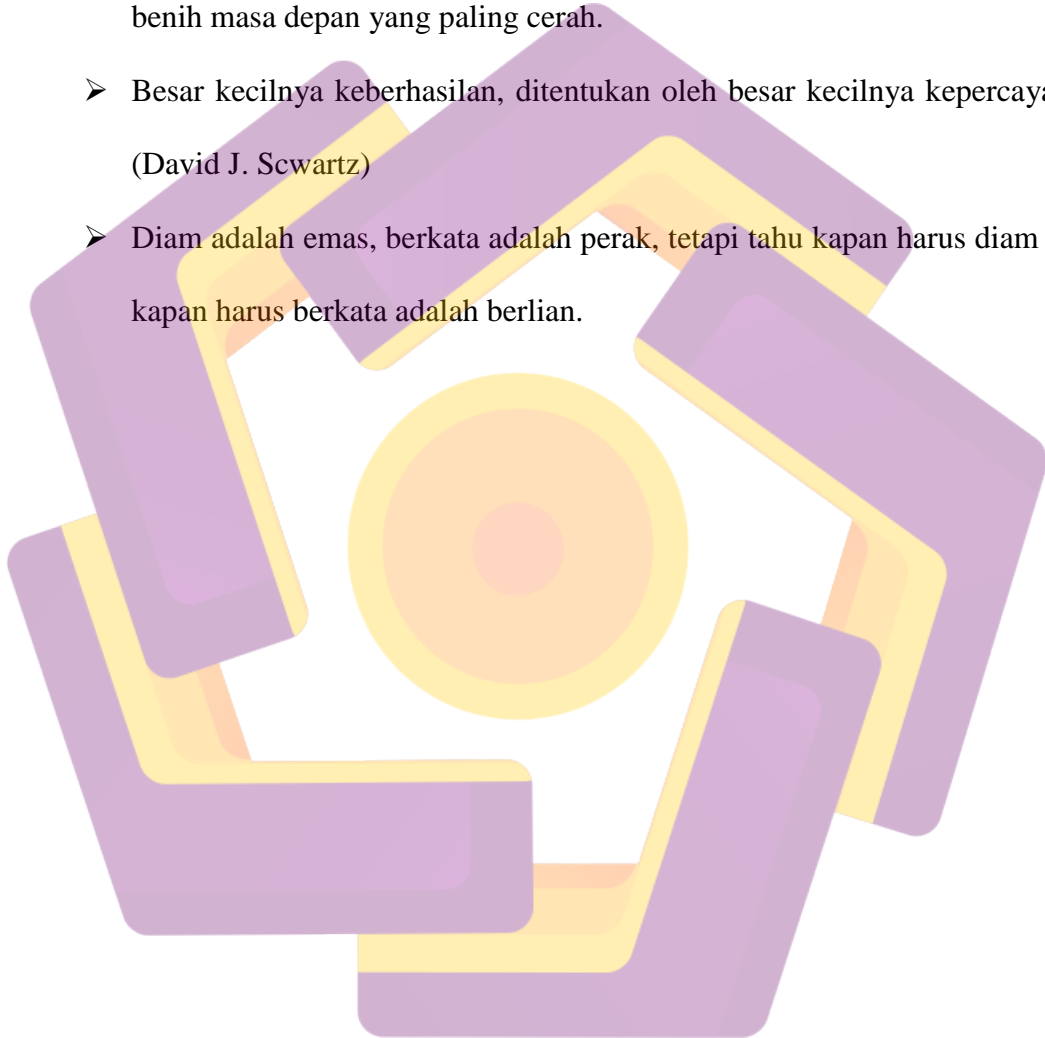 benih masa depan yang paling cerah.
➢ Besar kecilnya keberhasilan, ditentukan oleh besar kecilnya
(David J. Scwartz)
➢ Diam adalah emas, berkata adalah perak, tetapi tahu kapan harus diam
kapan harus berkata adalah berlian.